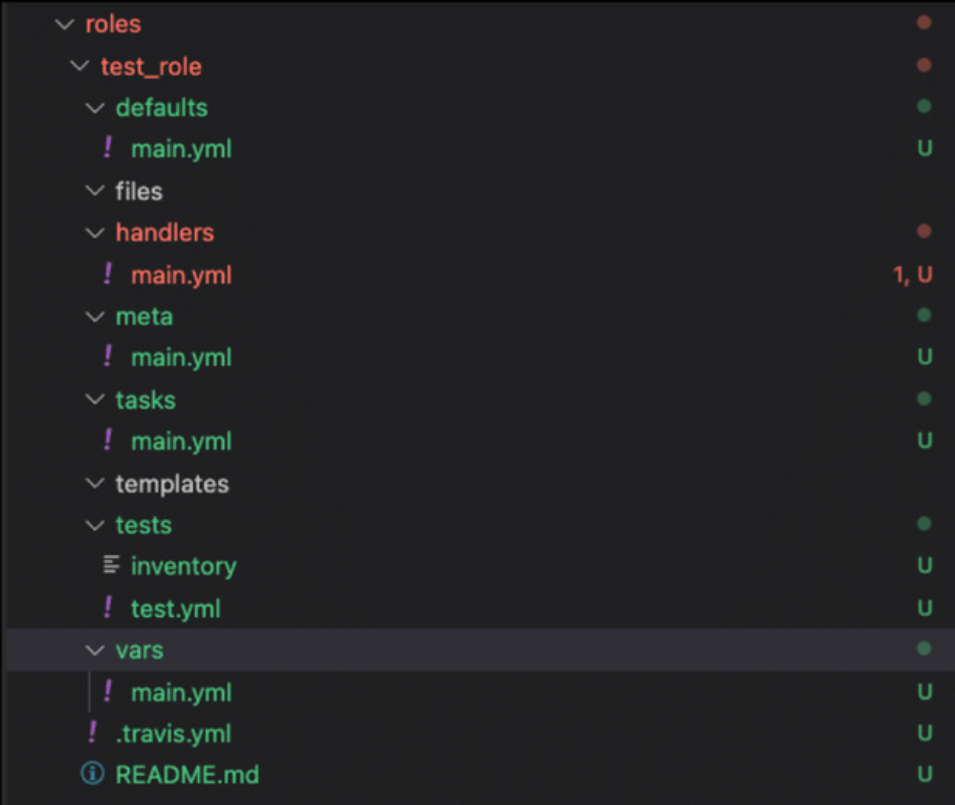 roles
test_role
defaults
! main.yml U
files
handlers
! main.yml 1, U
meta
! main.yml U
tasks
! main.yml U
templates
tests
inventory U
! test.yml U
vars
! main.yml U
! .travis.yml U
README.md U